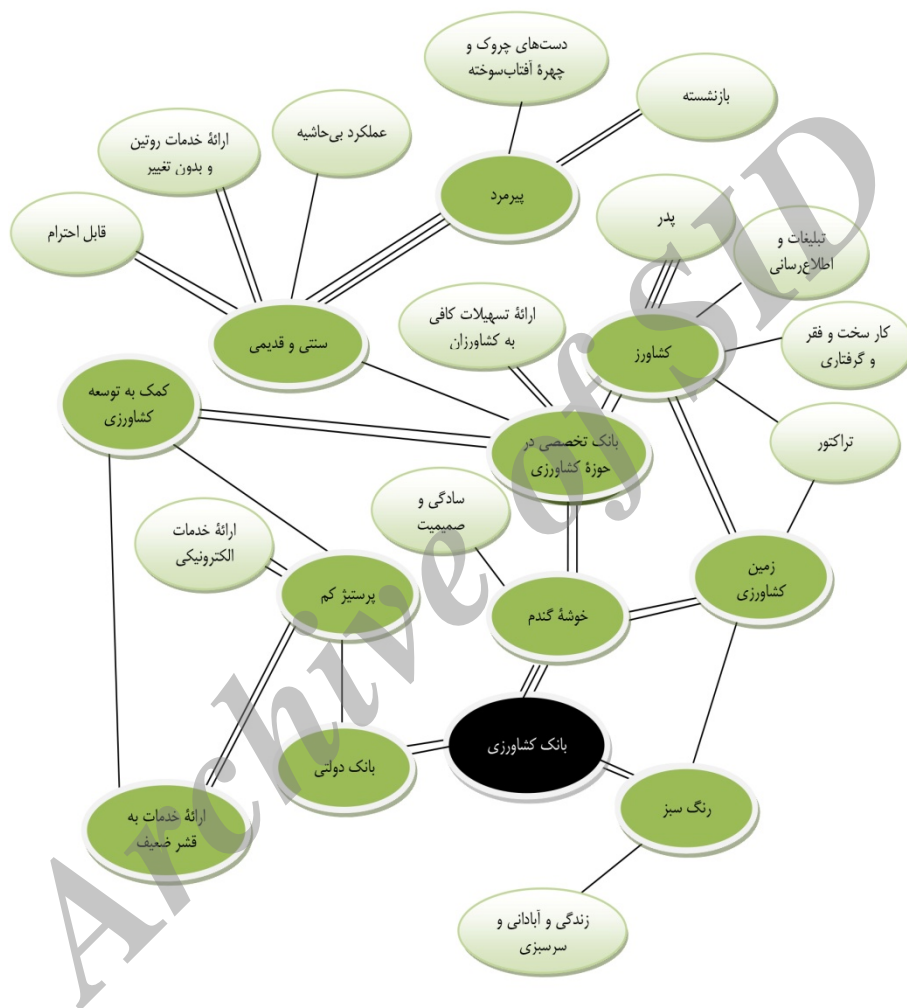 دست‌های چروک و
چهرهٔ آفتاب‌سوخته
بازنشسته
عملکرد بی‌حاشیه
ارائهٔ خدمات روتین
و بدون تغییر
پیرمرد
قابل احترام
پدر
تبلیغات و
اطلاع‌رسانی
ارائهٔ تسهیلات کافی
به کشاورزان
سنتی و قدیمی
کشاورز
کار سخت و فقر
و گرفتاری
کمک به توسعه
کشاورزی
بانک تخصصی در
حوزهٔ کشاورزی
تراکتور
سادگی و
صمیمیت
ارائهٔ خدمات
الکترونیکی
زمین
کشاورزی
پرستیژ کم
خوشهٔ گندم
بانک کشاورزی
بانک دولتی
رنگ سبز
ارائهٔ خدمات به
قشر ضعیف
زندگی و آبادانی و
سرسبزی
Archive of SID